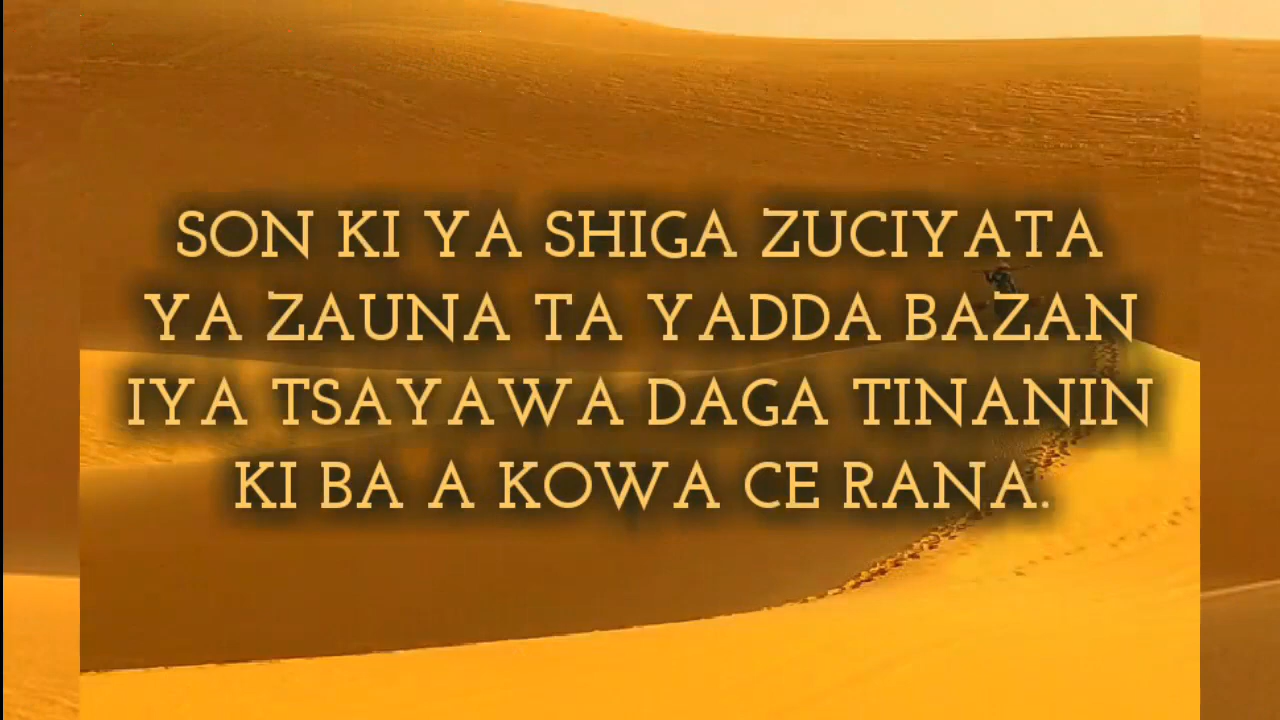 SON KI YA SHIGA ZUCIYATA
YA ZAUNA TA YADDA BAZAN
IYA TSAYAWA DAGA TINANIN
KI BA A KOWA CE RANA.